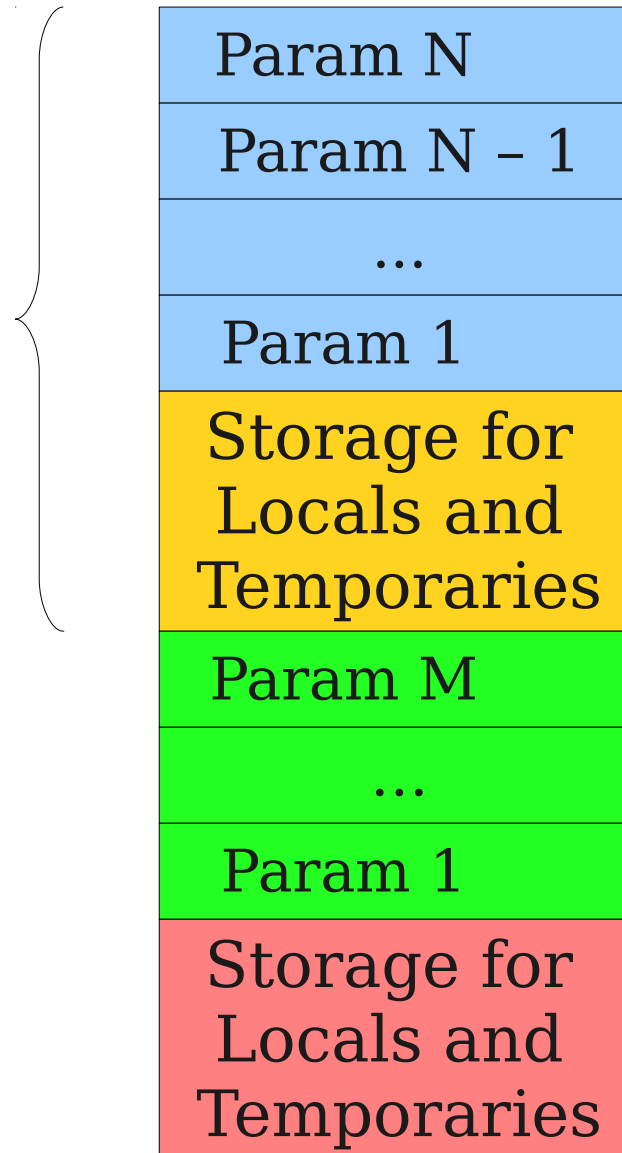 Param N
Param N – 1
...
Param 1
Storage for
Locals and
Temporaries
Param M
...
Param 1
Storage for
Locals and
Temporaries